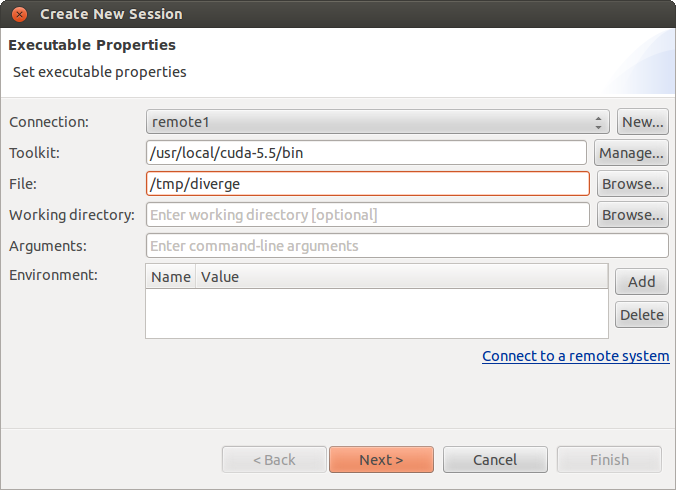 Create New Session
Executable Properties
Set executable properties
Connection: remote1 New...
Toolkit: /usr/local/cuda-5.5/bin Manage...
File: /tmp/diverge Browse...
Working directory: Enter working directory [optional] Browse...
Arguments: Enter command-line arguments
Environment: Name Value Add
Delete
Connect to a remote system
< Back Next > Cancel Finish